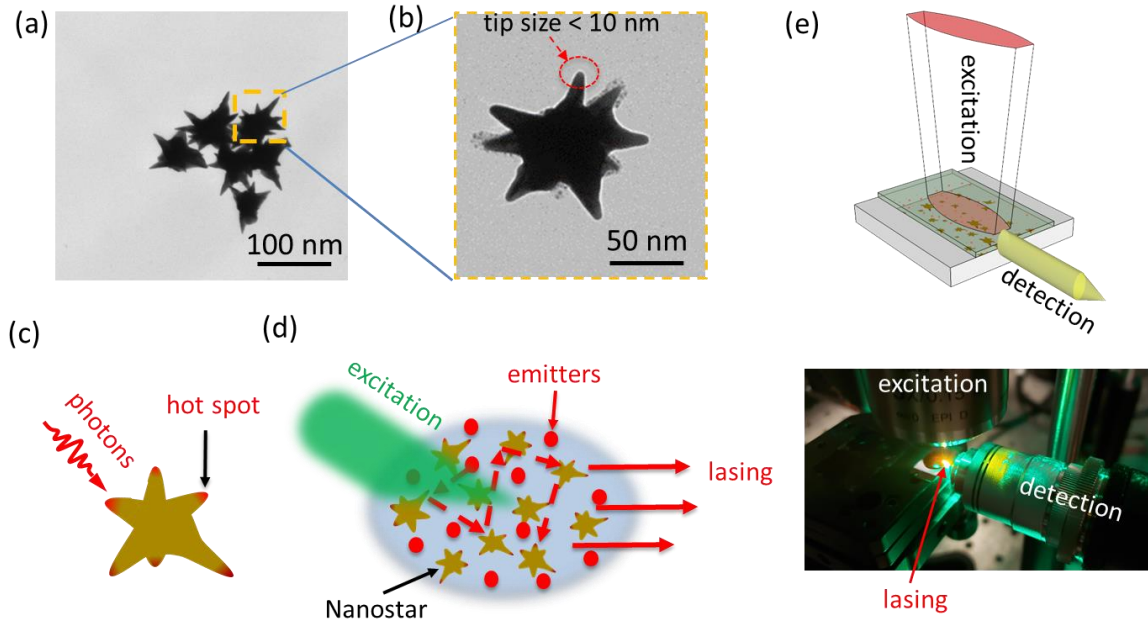 (a)
100 nm
(b)
tip size < 10 nm
50 nm
(c)
photons
hot spot
(d)
excitation
emitters
lasing
Nanostar
(e)
excitation
detection
excitation
detection
lasing